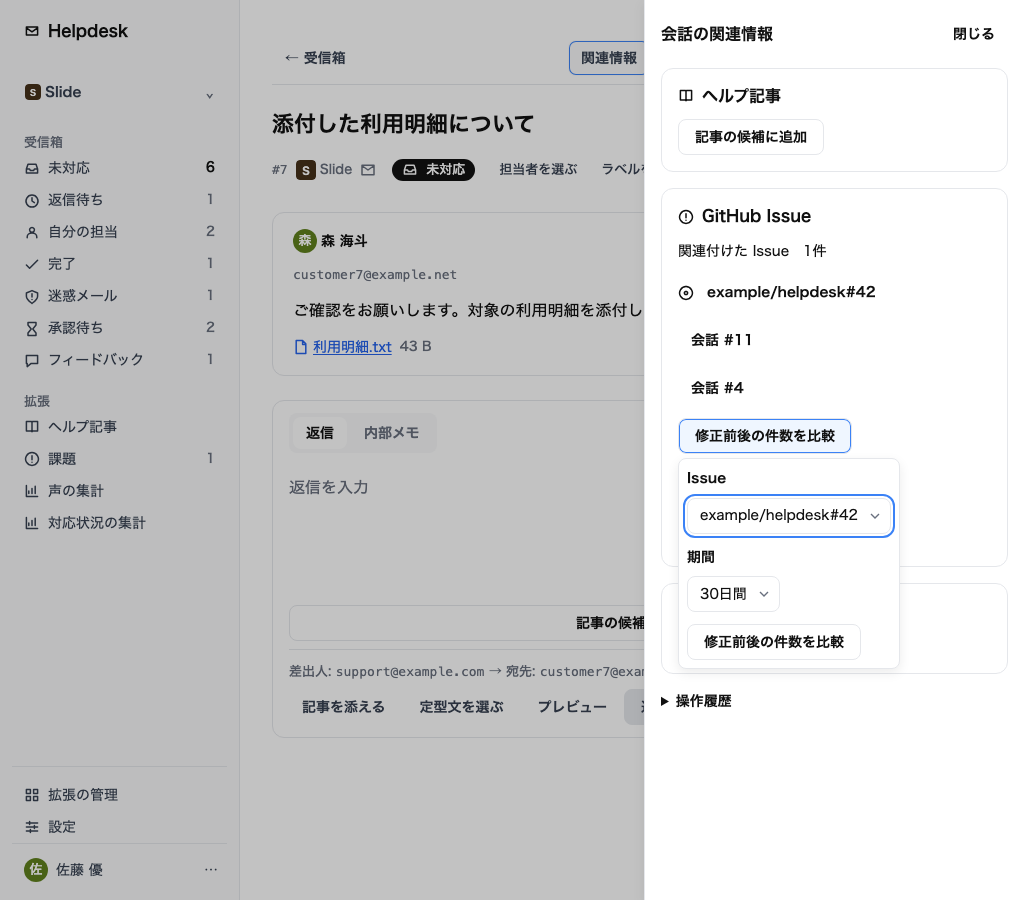 Helpdesk
S Slide
受信箱
未対応 6
返信待ち 1
自分の担当 2
完了 1
迷惑メール 1
承認待ち 2
フィードバック 1
拡張
ヘルプ記事
課題 1
声の集計
対応状況の集計
拡張の管理
設定
佐 佐藤 優 ...
← 受信箱
関連情報
添付した利用明細について
#7 S Slide 未対応 担当者を選ぶ ラベル
森 森 海斗
customer7@example.net
ご確認をお願いします。対象の利用明細を添付し
利用明細.txt 43 B
返信 内部メモ
返信を入力
記事の候補
差出人: support@example.com → 宛先: customer7@exa
記事を添える 定型文を選ぶ プレビュー
会話の関連情報 閉じる
ヘルプ記事
記事の候補に追加
GitHub Issue
関連付けた Issue 1件
example/helpdesk#42
会話 #11
会話 #4
修正前後の件数を比較
Issue
example/helpdesk#42
期間
30日間
修正前後の件数を比較
▶ 操作履歴